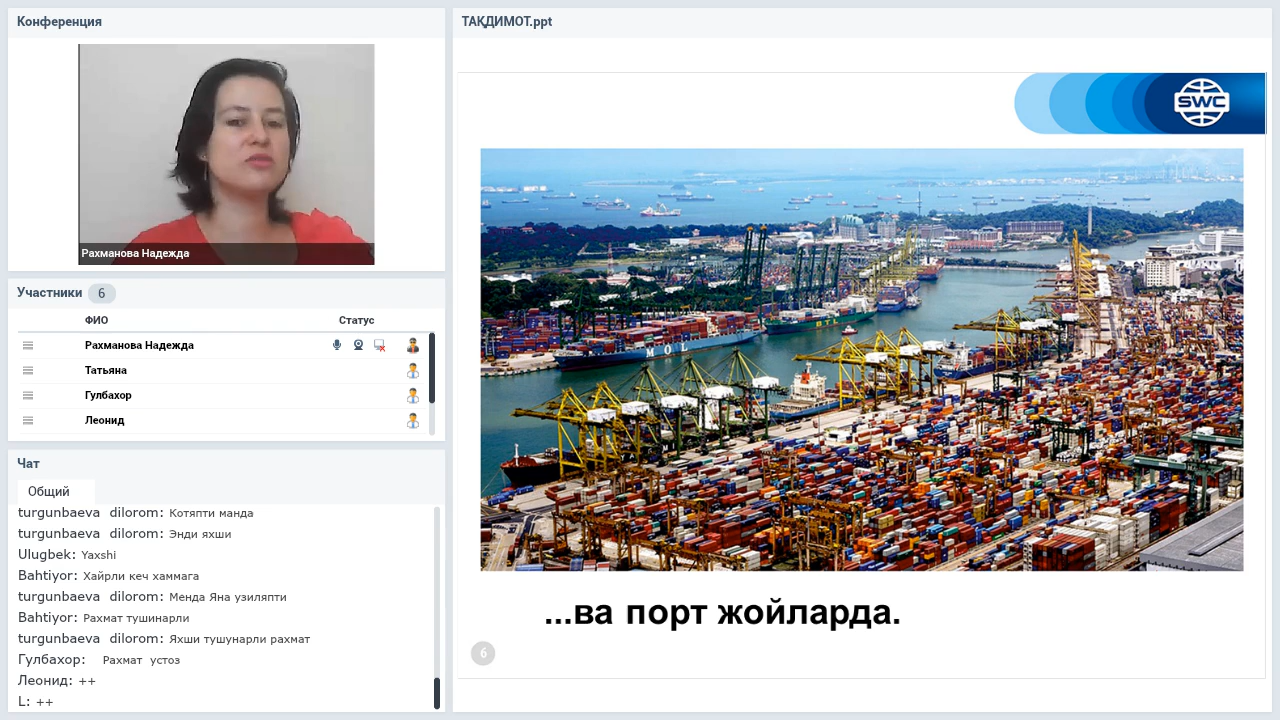 Конференция
Рахманова Надежда
Участники 6
ФИО Статус
Рахманова Надежда
Татьяна
Гулбахор
Леонид
Чат
Общий
turgunbaeva dilorom: Котяпти манда
turgunbaeva dilorom: Энди яхши
Ulugbek: Yaxshi
Bahtiyor: Хайрли кеч хаммага
turgunbaeva dilorom: Менда Яна узиляпти
Bahtiyor: Рахмат тушинарли
turgunbaeva dilorom: Яхши тушунарли рахмат
Гулбахор: Рахмат устоз
Леонид: ++
L: ++
ТАҚДИМОТ.ppt
SWC
MOL
...ва порт жойларда.
6